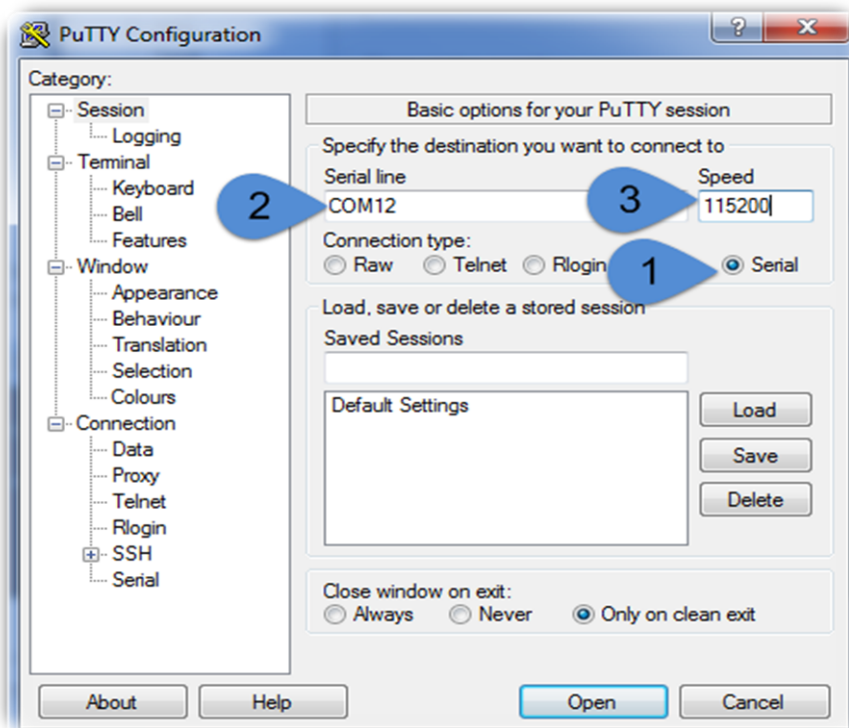 PuTTY Configuration
?
X
Category:
Session
Logging
Terminal
Keyboard
Bell
Features
Window
Appearance
Behaviour
Translation
Selection
Colours
Connection
Data
Proxy
Telnet
Rlogin
SSH
Serial
Basic options for your PuTTY session
Specify the destination you want to connect to
Serial line Speed
2 COM12 3 115200
Connection type:
Raw Telnet Rlogin 1 Serial
Load, save or delete a stored session
Saved Sessions
Default Settings
Load
Save
Delete
Close window on exit:
Always Never Only on clean exit
About Help Open Cancel